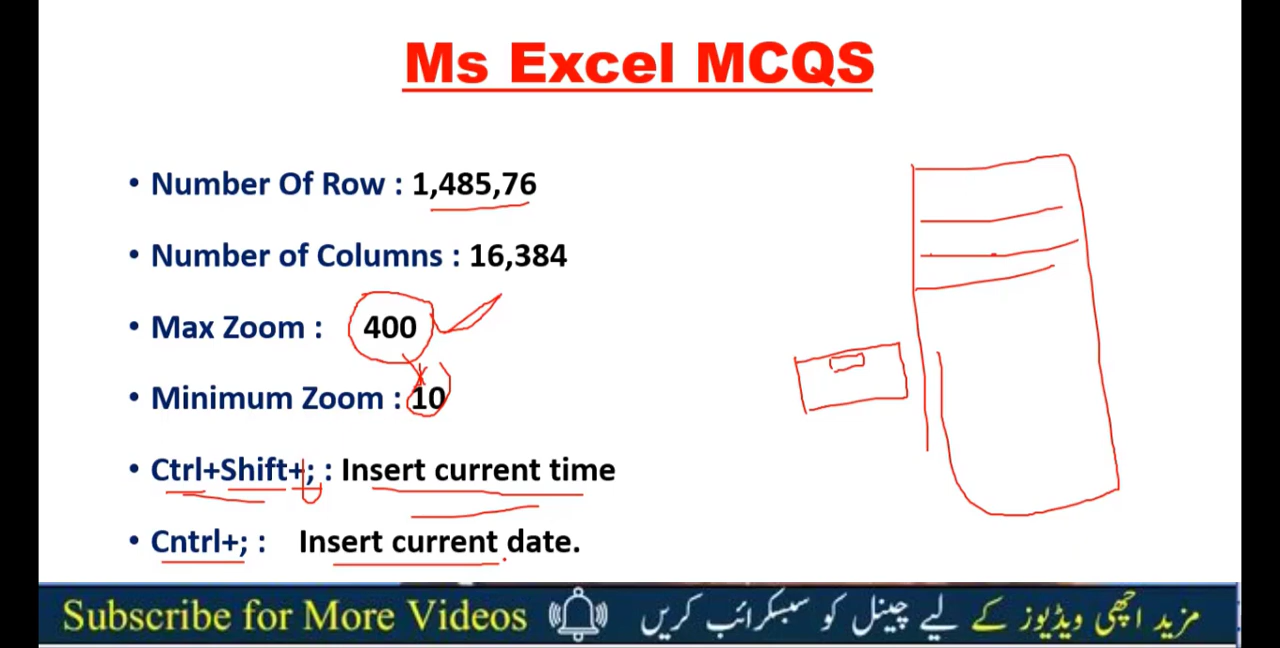 Ms Excel MCQS
• Number Of Row : 1,485,76
• Number of Columns : 16,384
• Max Zoom : 400
• Minimum Zoom : 10
• Ctrl+Shift+; : Insert current time
• Cntrl+; : Insert current date.
Subscribe for More Videos مزید اچھی ویڈیوز کے لیے چینل کو سبسکرائب کریں